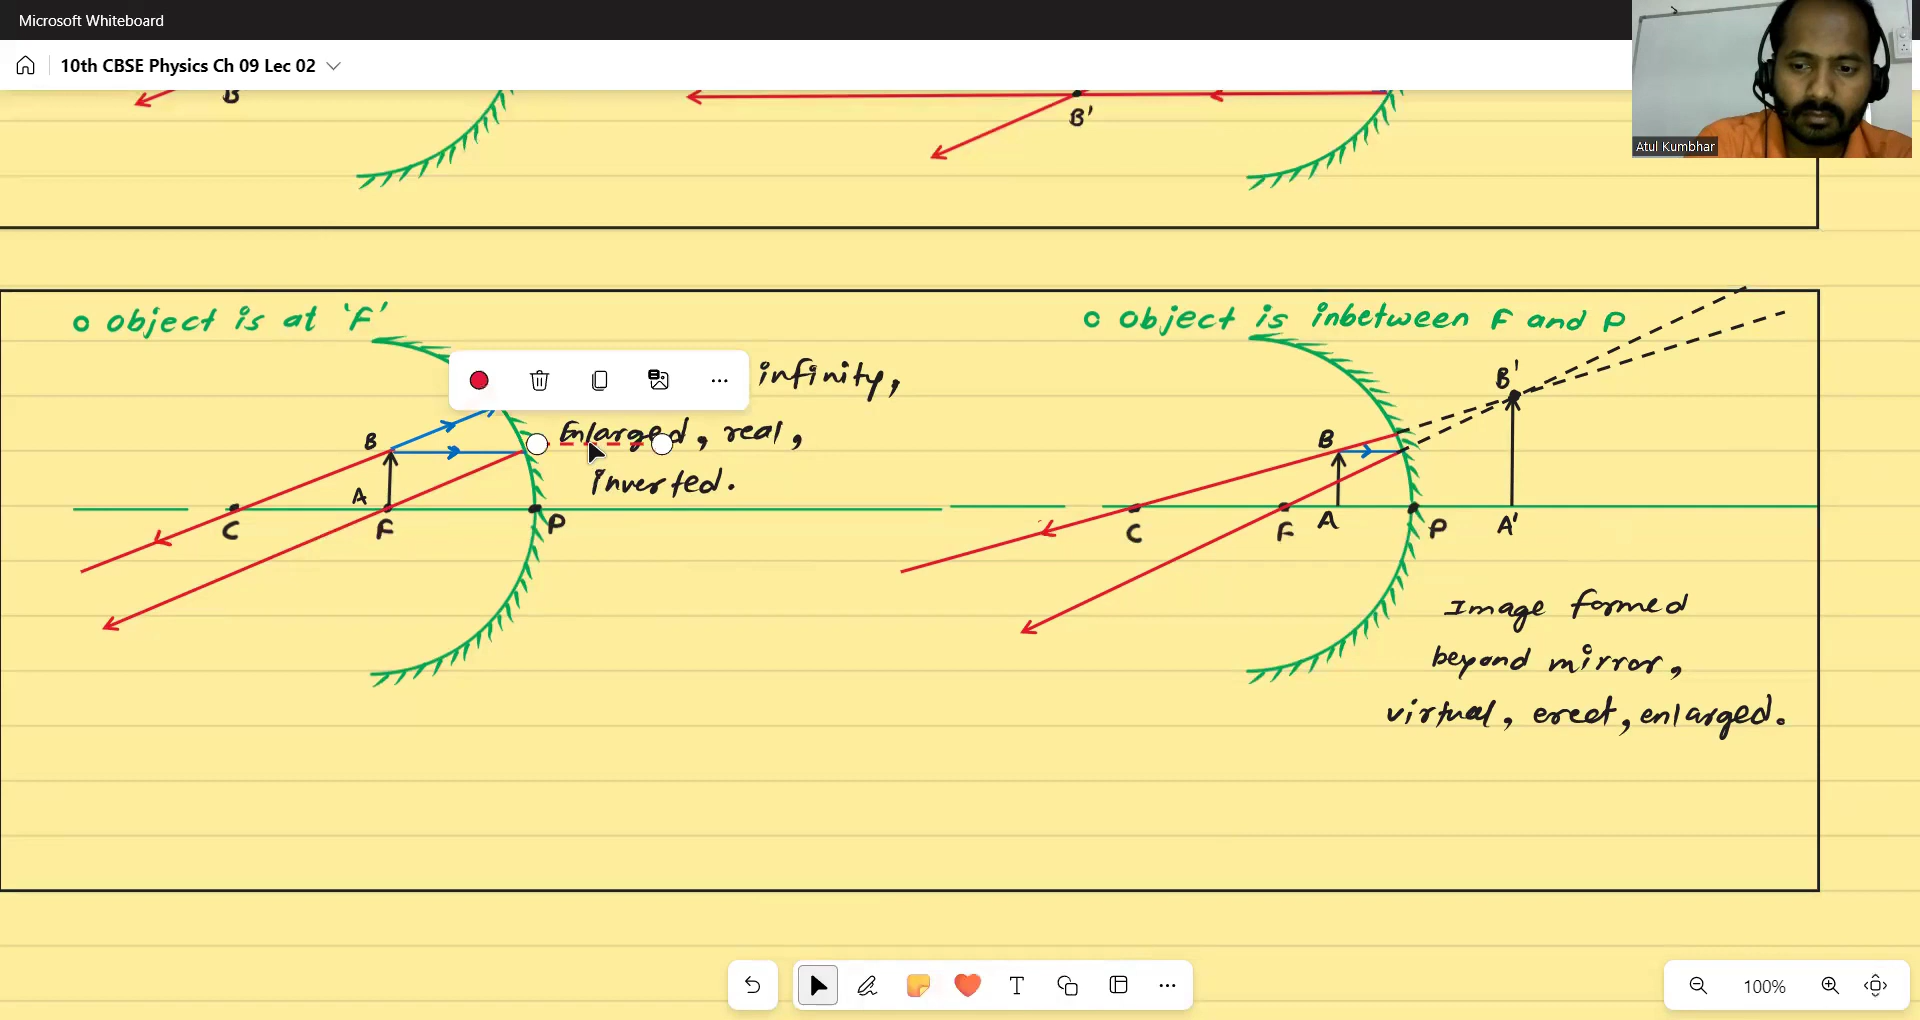 Microsoft Whiteboard
10th CBSE Physics Ch 09 Lec 02
Atul Kumbhar
B
B'
object is at 'F'
infinity,
Enlarged, real,
inverted.
B
A
C
F
P
object is inbetween F and P
B'
B
C
F
A
P
A'
Image formed
beyond mirror,
virtual, erect, enlarged.
100%